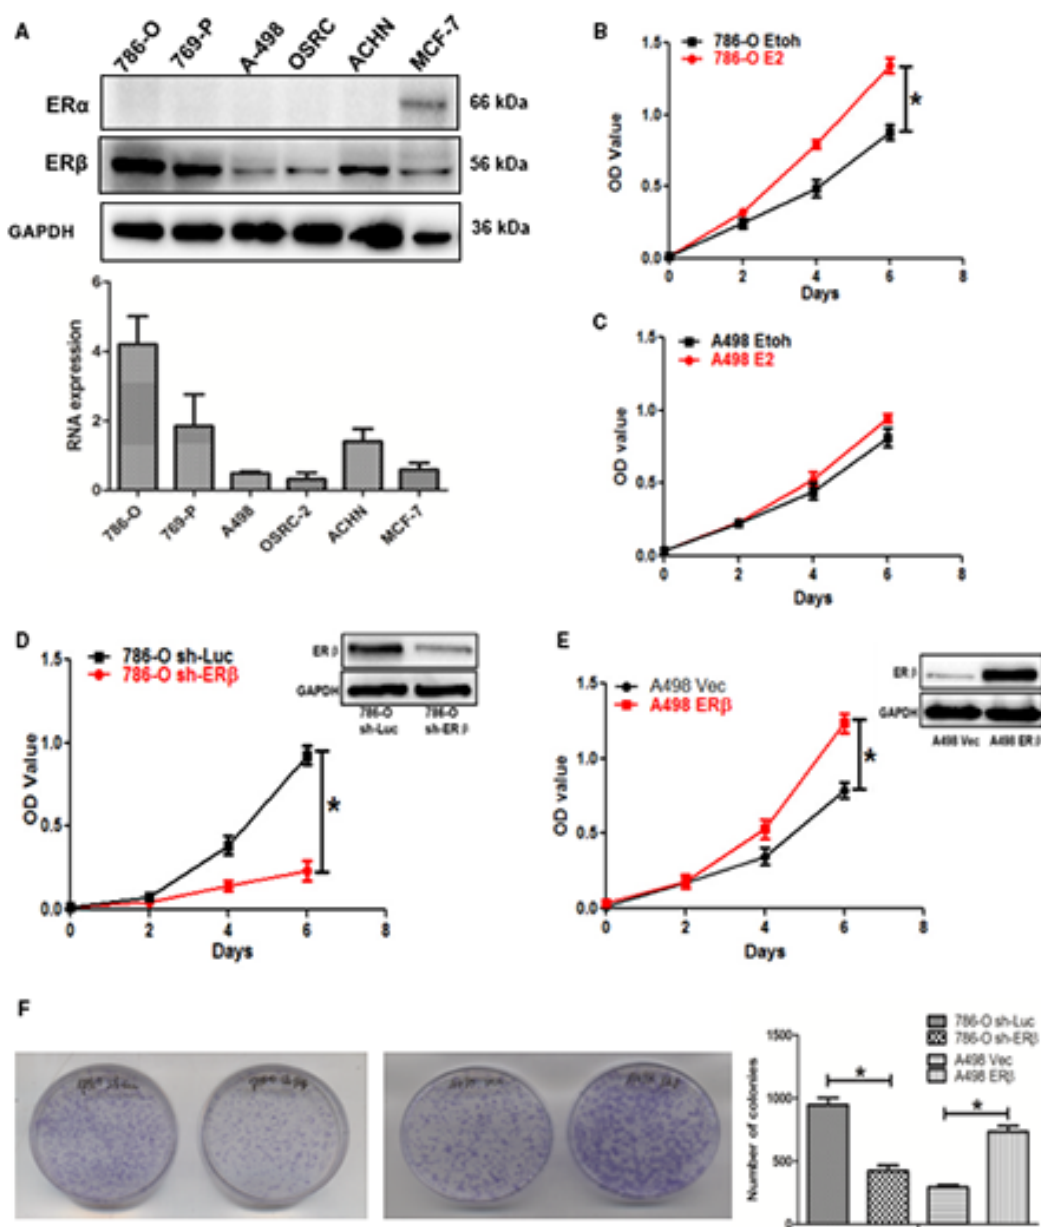 A
786-O 769-P A-498 OSRC ACHN MCF-7
ERα 66 kDa
ERβ 56 kDa
GAPDH 36 kDa
6
4
2
0
RNA expression
786-O 769-P A498 OSRC-2 ACHN MCF-7
B
786-O Etoh
786-O E2
1.5
1.0
0.5
0.0
OD Value
*
0 2 4 6 8
Days
C
A498 Etoh
A498 E2
1.5
1.0
0.5
0.0
OD value
0 2 4 6 8
Days
D
786-O sh-Luc
786-O sh-ERβ
1.5
1.0
0.5
0.0
OD Value
*
0 2 4 6 8
Days
ER β
GAPDH
786-O 786-O
sh-Luc sh-ER β
E
A498 Vec
A498 ERβ
1.5
1.0
0.5
0.0
OD value
*
0 2 4 6 8
Days
ER β
GAPDH
A498 Vec A498 ER β
F
786-O sh-Luc
786-O sh-ERβ
A498 Vec
A498 ERβ
1500
1000
500
0
Number of colonies
* *